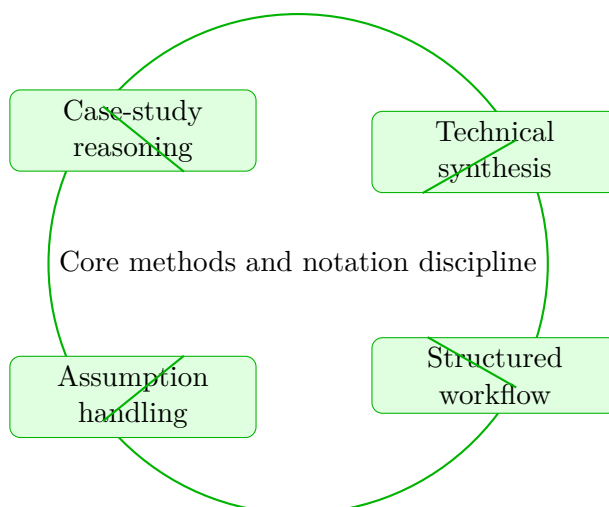 Case-study
reasoning
Technical
synthesis
Core methods and notation discipline
Assumption
handling
Structured
workflow